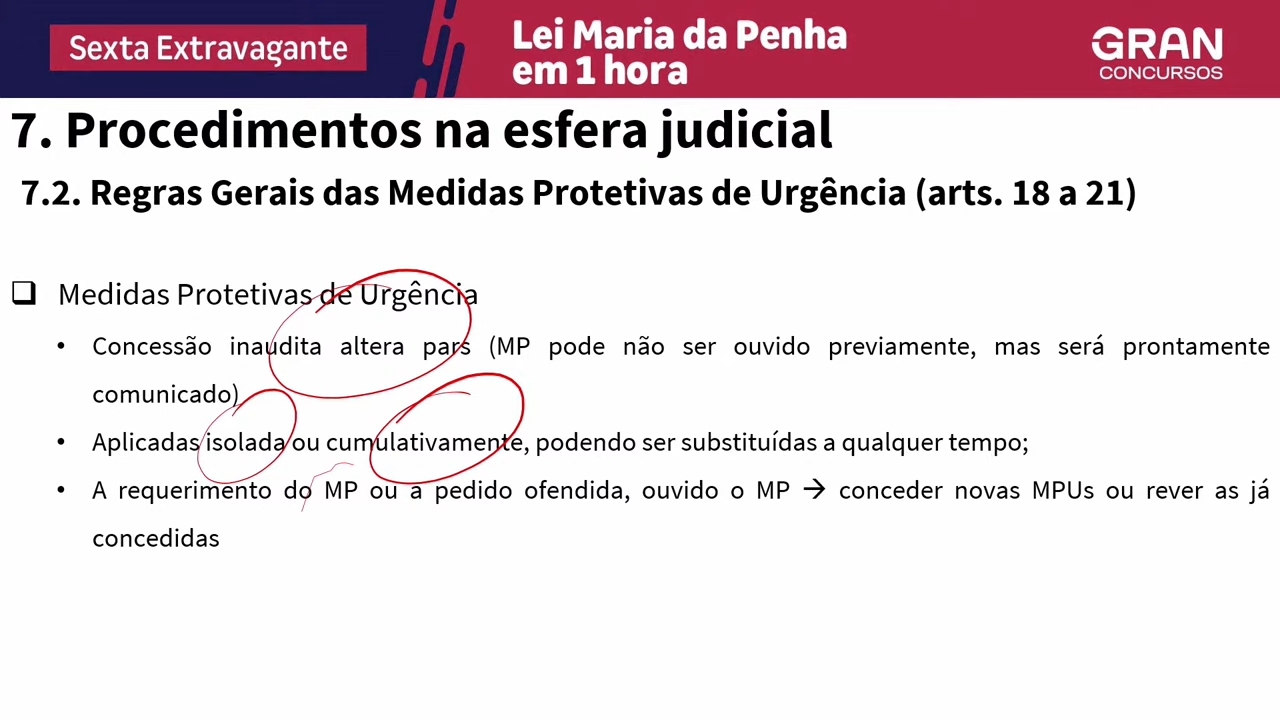 Sexta Extravagante
Lei Maria da Penha
em 1 hora
GRAN
CONCURSOS
7. Procedimentos na esfera judicial
7.2. Regras Gerais das Medidas Protetivas de Urgência (arts. 18 a 21)
❑ Medidas Protetivas de Urgência
• Concessão inaudita altera pars (MP pode não ser ouvido previamente, mas será prontamente
comunicado)
• Aplicadas isolada ou cumulativamente, podendo ser substituídas a qualquer tempo;
• A requerimento do MP ou a pedido ofendida, ouvido o MP → conceder novas MPUs ou rever as já
concedidas